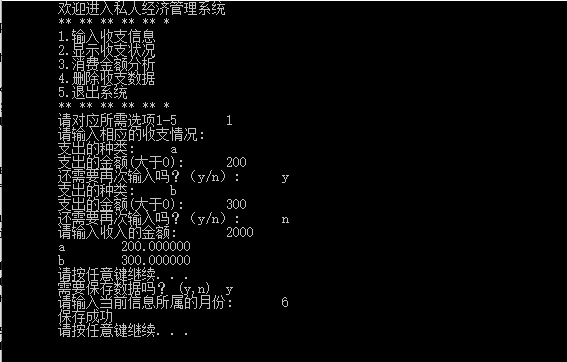 欢迎进入私人经济管理系统
** ** ** ** ** *
1.输入收支信息
2.显示收支状况
3.消费金额分析
4.删除收支数据
5.退出系统
** ** ** ** ** *
请对应所需选项1-5 1
请输入相应的收支情况:
支出的种类: a
支出的金额(大于0): 200
还需要再次输入吗? (y/n): y
支出的种类: b
支出的金额(大于0): 300
还需要再次输入吗? (y/n): n
请输入收入的金额: 2000
a 200.000000
b 300.000000
请按任意键继续. . .
需要保存数据吗? (y,n) y
请输入当前信息所属的月份: 6
保存成功
请按任意键继续. . .